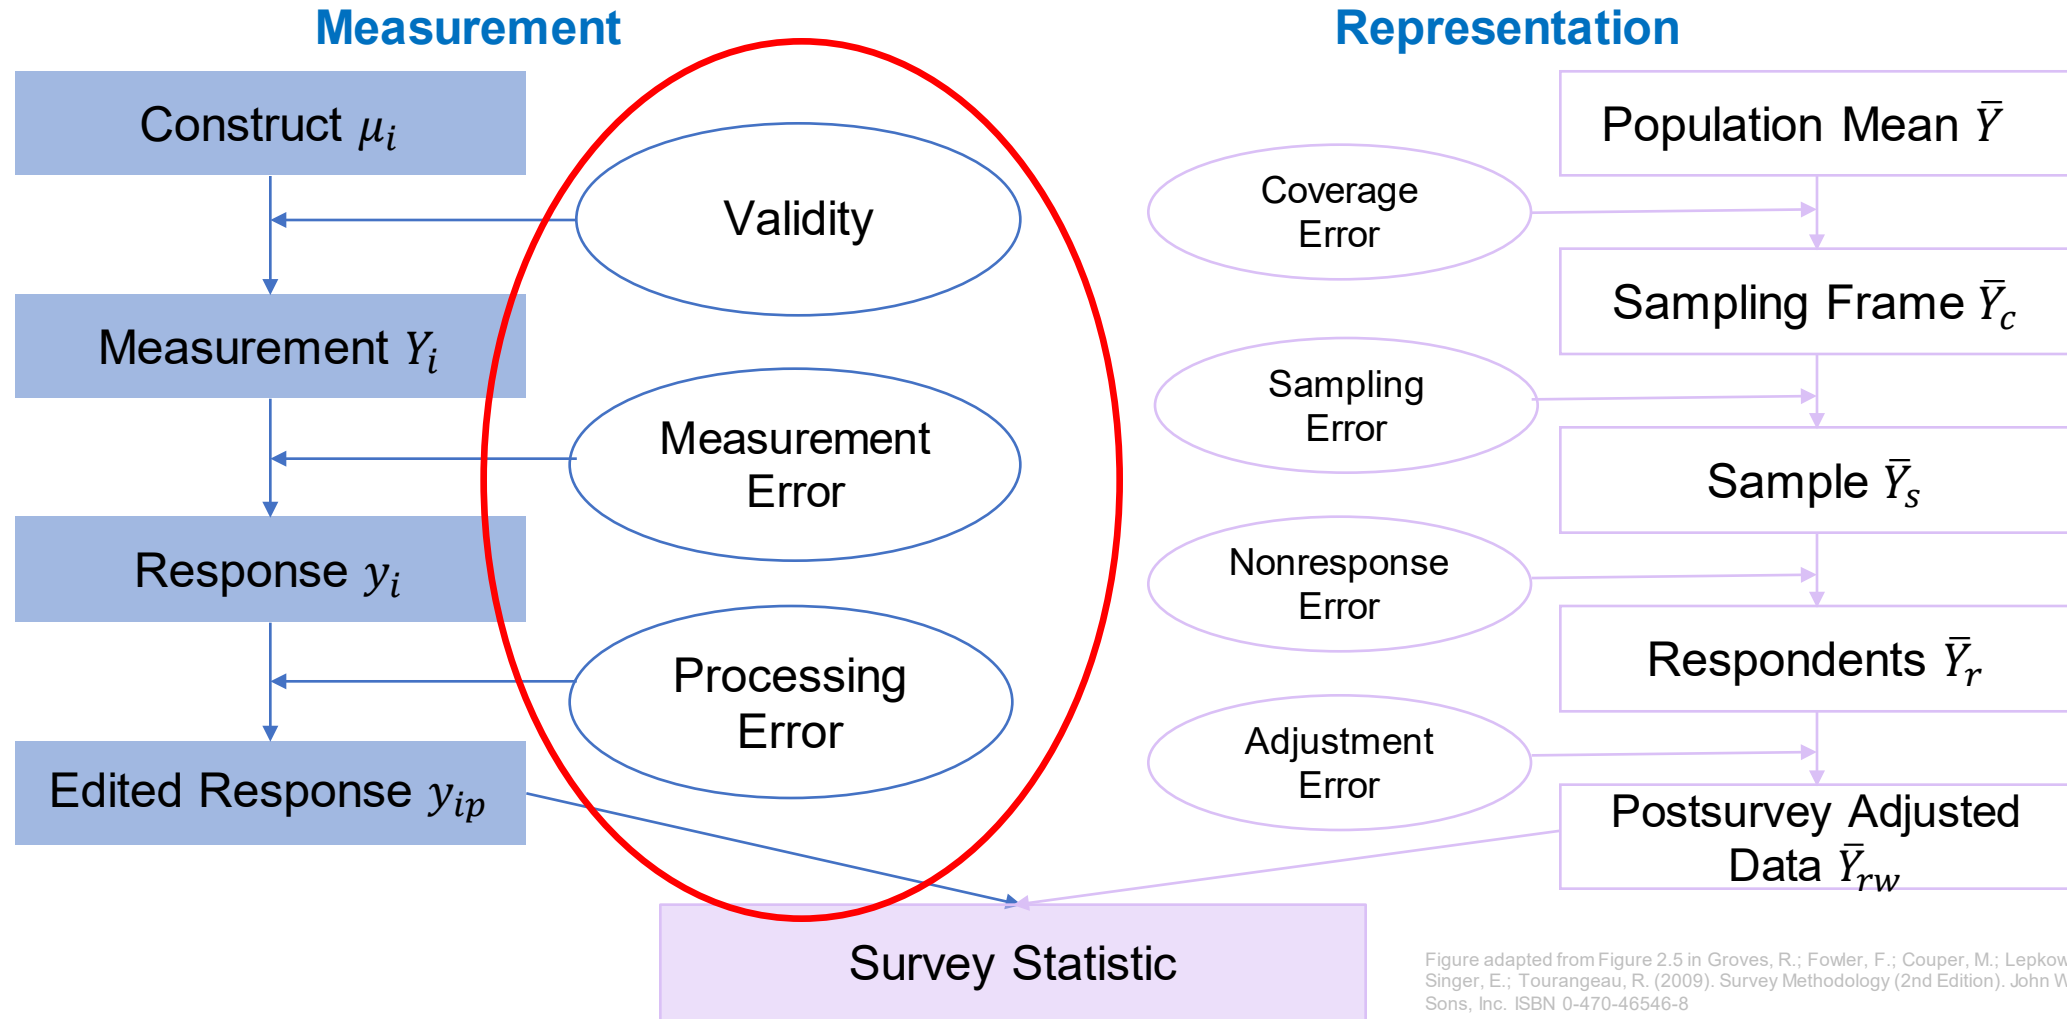 Measurement
Construct μᵢ
Validity
Measurement Yᵢ
Measurement
Error
Response yᵢ
Processing
Error
Edited Response yᵢₚ
Representation
Population Mean Ȳ
Coverage
Error
Sampling Frame Ȳ_c
Sampling
Error
Sample Ȳₛ
Nonresponse
Error
Respondents Ȳᵣ
Adjustment
Error
Postsurvey Adjusted
Data Ȳ_rw
Survey Statistic
Figure adapted from Figure 2.5 in Groves, R.; Fowler, F.; Couper, M.; Lepkow
Singer, E.; Tourangeau, R. (2009). Survey Methodology (2nd Edition). John W
Sons, Inc. ISBN 0-470-46546-8